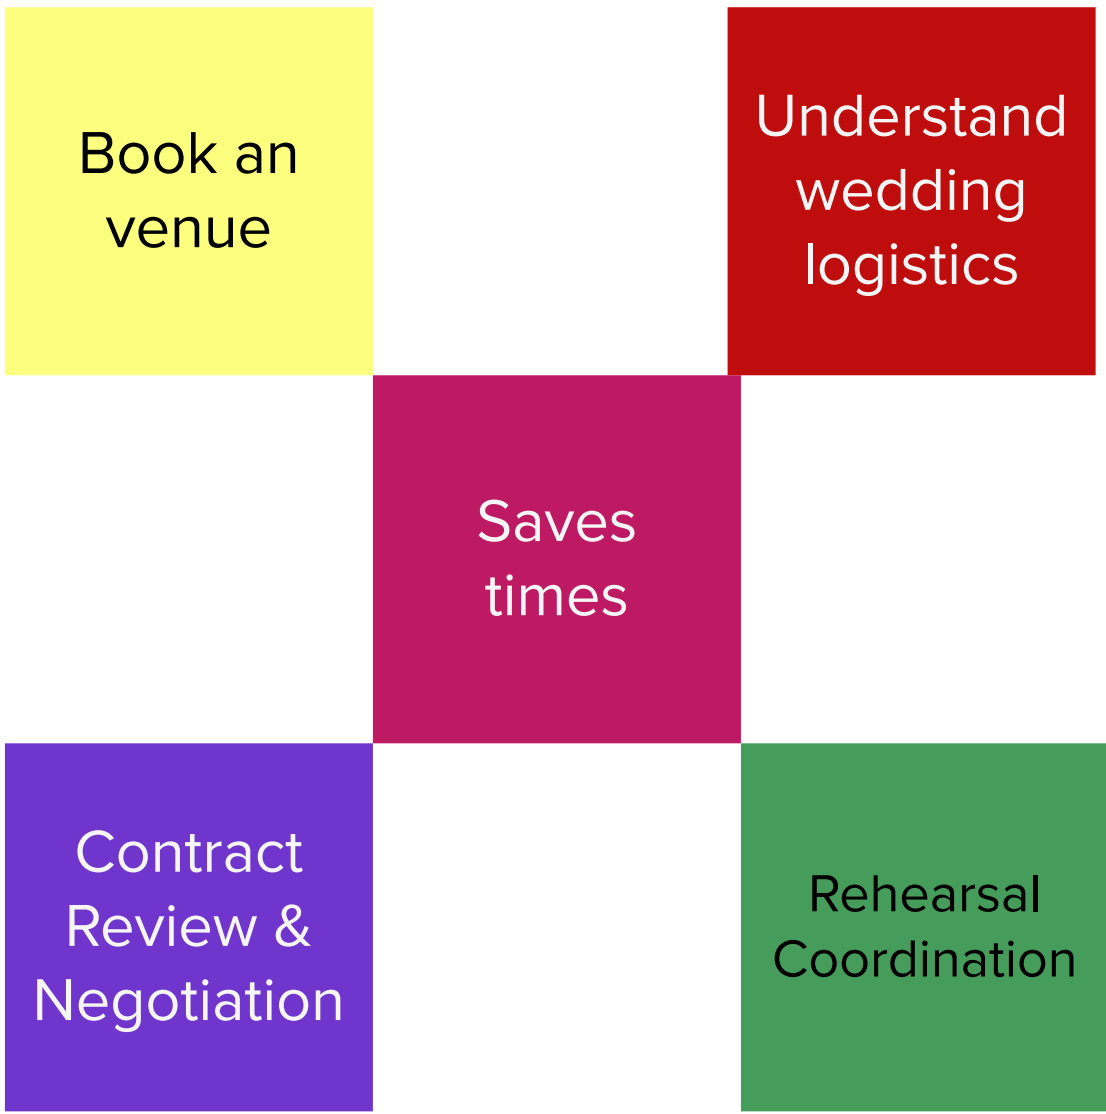 Book an
venue
Understand
wedding
logistics
Saves
times
Contract
Review &
Negotiation
Rehearsal
Coordination